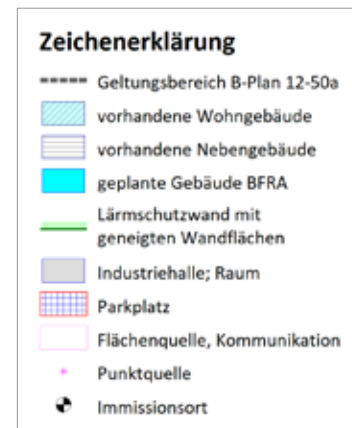 Zeichenerklärung
Geltungsbereich B-Plan 12-50a
vorhandene Wohngebäude
vorhandene Nebengebäude
geplante Gebäude BFRA
Lärmschutzwand mit
geneigten Wandflächen
Industriehalle; Raum
Parkplatz
Flächenquelle, Kommunikation
Punktquelle
Immissionsort